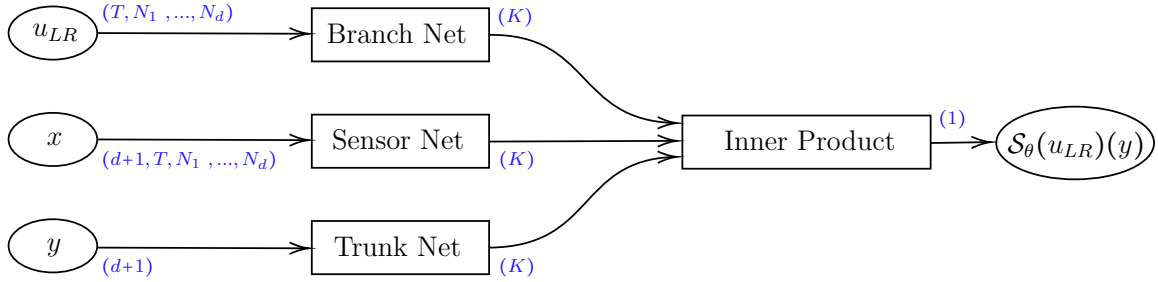 u_{LR} (T, N_1 , ..., N_d) Branch Net (K)
x (d+1, T, N_1 , ..., N_d) Sensor Net (K)
y (d+1) Trunk Net (K)
Inner Product (1) \mathcal{S}_\theta(u_{LR})(y)